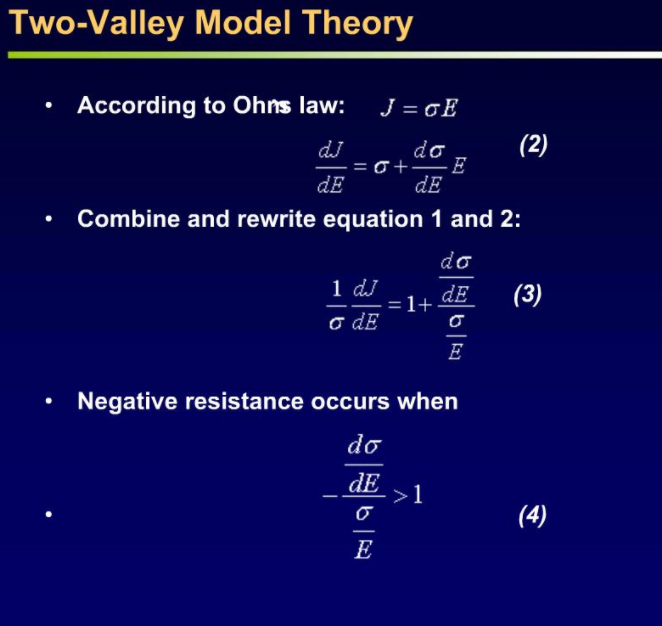 Two-Valley Model Theory
• According to Ohm's law: J = σE
dJ/dE = σ + dσ/dE E (2)
• Combine and rewrite equation 1 and 2:
1/σ dJ/dE = 1 + (dσ/dE)/(σ/E) (3)
• Negative resistance occurs when
• −(dσ/dE)/(σ/E) > 1 (4)